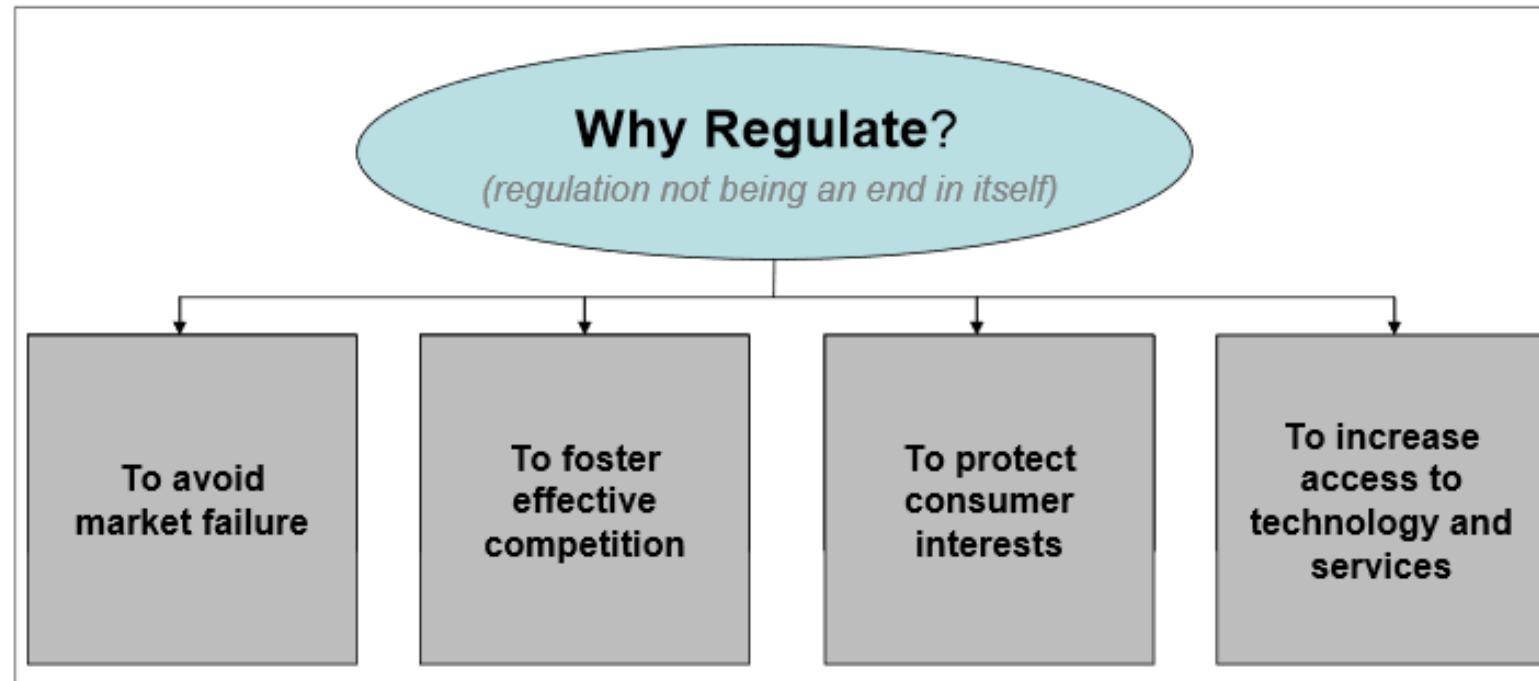 Why Regulate?
(regulation not being an end in itself)
To avoid
market failure
To foster
effective
competition
To protect
consumer
interests
To increase
access to
technology and
services